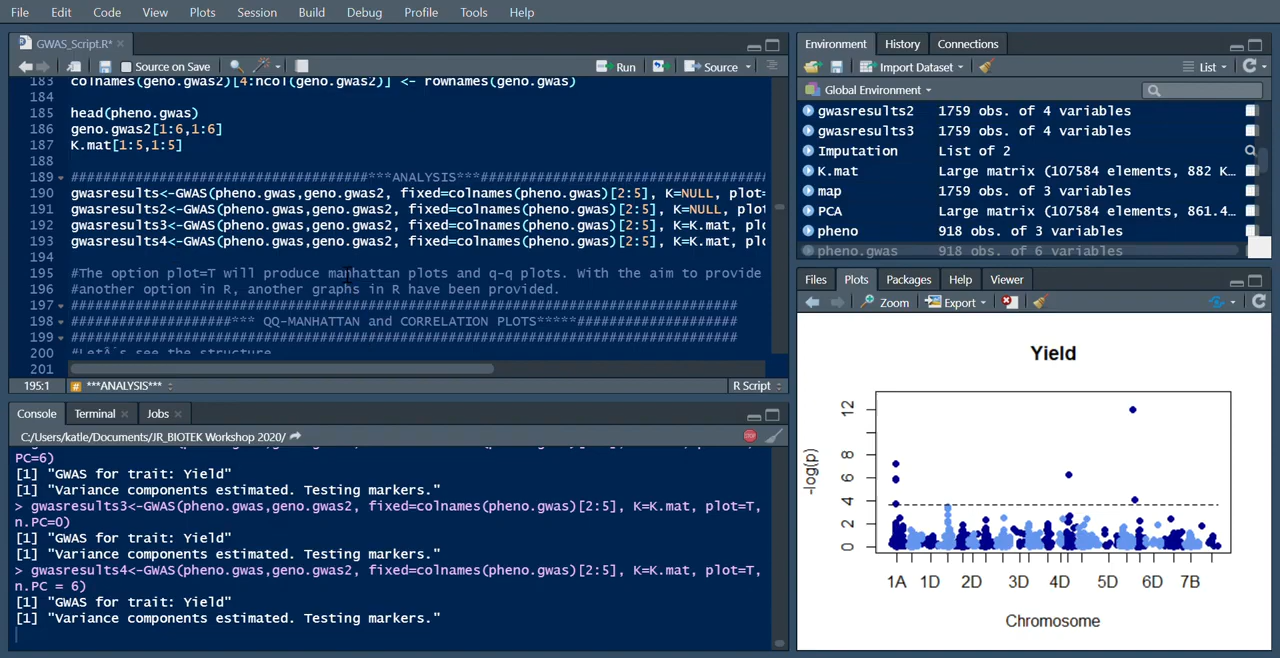 File Edit Code View Plots Session Build Debug Profile Tools Help
GWAS_Script.R*
Source on Save Run Source
183 colnames(geno.gwas2)[4:ncol(geno.gwas2)] <- rownames(geno.gwas)
184
185 head(pheno.gwas)
186 geno.gwas2[1:6,1:6]
187 K.mat[1:5,1:5]
188
189 #####################################***ANALYSIS***####################################
190 gwasresults<-GWAS(pheno.gwas,geno.gwas2, fixed=colnames(pheno.gwas)[2:5], K=NULL, plot=
191 gwasresults2<-GWAS(pheno.gwas,geno.gwas2, fixed=colnames(pheno.gwas)[2:5], K=NULL, plot
192 gwasresults3<-GWAS(pheno.gwas,geno.gwas2, fixed=colnames(pheno.gwas)[2:5], K=K.mat, plo
193 gwasresults4<-GWAS(pheno.gwas,geno.gwas2, fixed=colnames(pheno.gwas)[2:5], K=K.mat, plo
194
195 #The option plot=T will produce manhattan plots and q-q plots. With the aim to provide
196 #another option in R, another graphs in R have been provided.
197 ###################################################################################
198 ####################*** QQ-MANHATTAN and CORRELATION PLOTS*****####################
199 ###################################################################################
200 #LetÂ´s see the structure
201
195:1 # ***ANALYSIS*** R Script
Console Terminal Jobs
C:/Users/katle/Documents/JR_BIOTEK Workshop 2020/
PC=6)
[1] "GWAS for trait: Yield"
[1] "Variance components estimated. Testing markers."
> gwasresults3<-GWAS(pheno.gwas,geno.gwas2, fixed=colnames(pheno.gwas)[2:5], K=K.mat, plot=T,
n.PC=0)
[1] "GWAS for trait: Yield"
[1] "Variance components estimated. Testing markers."
> gwasresults4<-GWAS(pheno.gwas,geno.gwas2, fixed=colnames(pheno.gwas)[2:5], K=K.mat, plot=T,
n.PC = 6)
[1] "GWAS for trait: Yield"
[1] "Variance components estimated. Testing markers."
Environment History Connections
Import Dataset List
Global Environment
gwasresults2 1759 obs. of 4 variables
gwasresults3 1759 obs. of 4 variables
Imputation List of 2
K.mat Large matrix (107584 elements, 882 K…
map 1759 obs. of 3 variables
PCA Large matrix (107584 elements, 861.4…
pheno 918 obs. of 3 variables
pheno.gwas 918 obs. of 6 variables
Files Plots Packages Help Viewer
Zoom Export
Yield
12
8
6
4
2
0
-log(p)
1A 1D 2D 3D 4D 5D 6D 7B
Chromosome